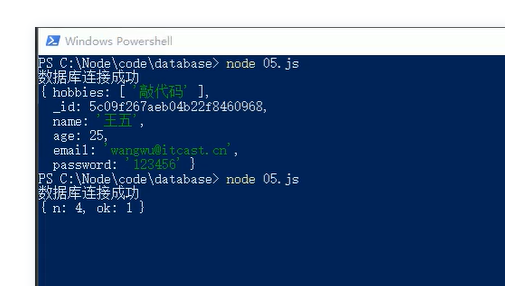 Windows Powershell
PS C:\Node\code\database> node 05.js
数据库连接成功
{ hobbies: [ '敲代码' ],
_id: 5c09f267aeb04b22f8460968,
name: '王五',
age: 25,
email: 'wangwu@itcast.cn',
password: '123456' }
PS C:\Node\code\database> node 05.js
数据库连接成功
{ n: 4, ok: 1 }